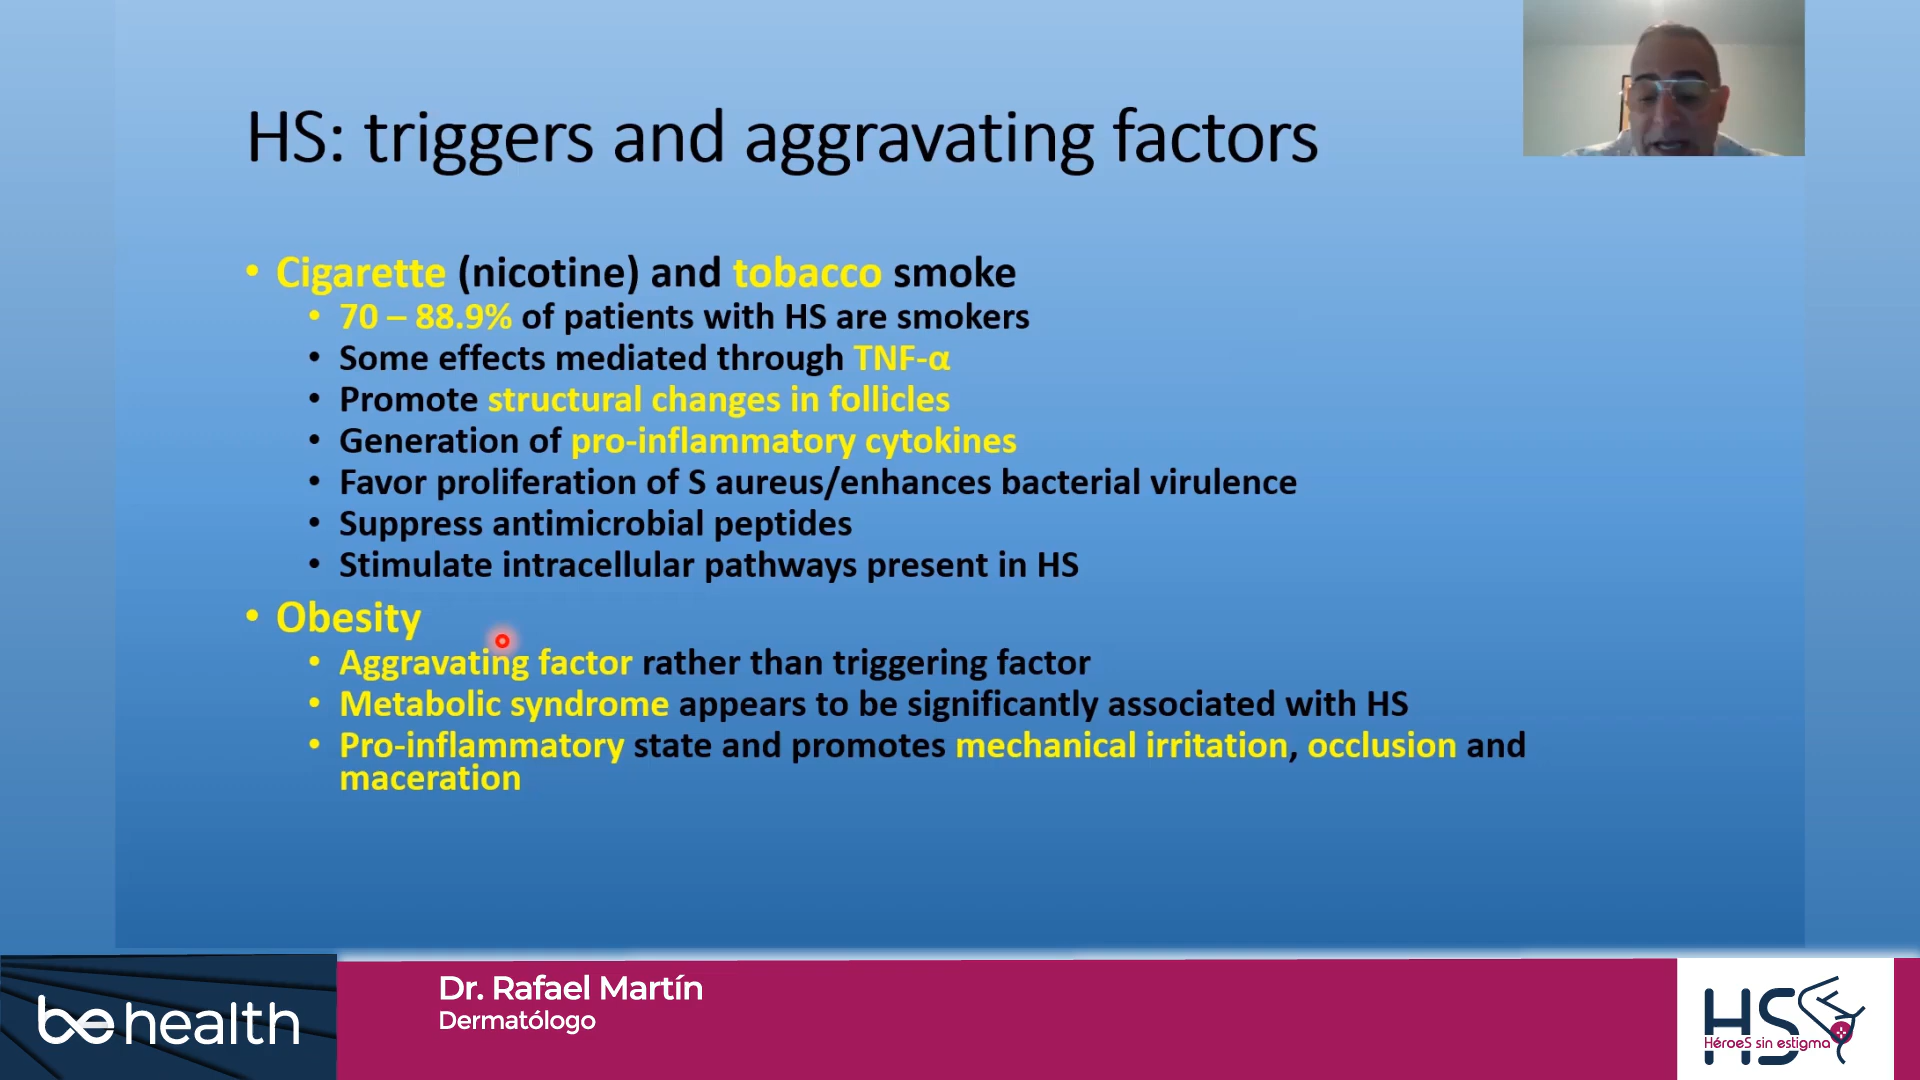 HS: triggers and aggravating factors
• Cigarette (nicotine) and tobacco smoke
• 70 – 88.9% of patients with HS are smokers
• Some effects mediated through TNF-α
• Promote structural changes in follicles
• Generation of pro-inflammatory cytokines
• Favor proliferation of S aureus/enhances bacterial virulence
• Suppress antimicrobial peptides
• Stimulate intracellular pathways present in HS
• Obesity
• Aggravating factor rather than triggering factor
• Metabolic syndrome appears to be significantly associated with HS
• Pro-inflammatory state and promotes mechanical irritation, occlusion and
maceration
be health
Dr. Rafael Martín
Dermatólogo
HS
HéroeS sin estigma